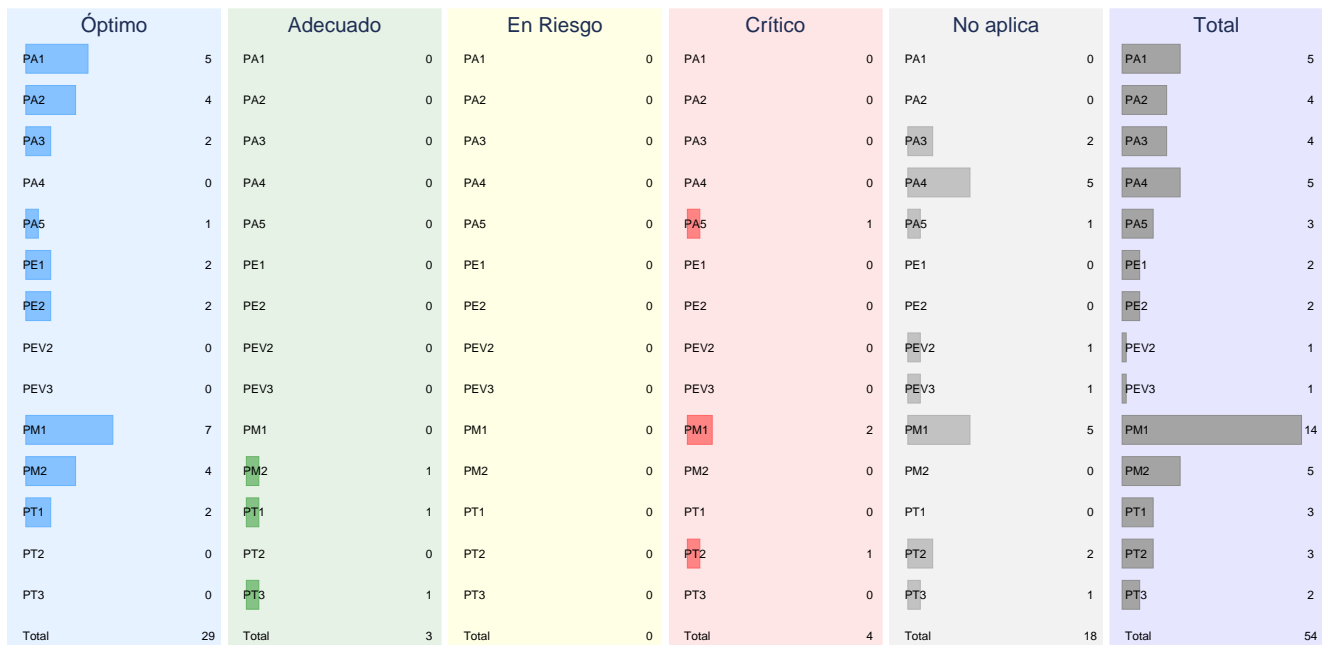 Óptimo Adecuado En Riesgo Crítico No aplica Total
PA1 5 PA1 0 PA1 0 PA1 0 PA1 0 PA1 5
PA2 4 PA2 0 PA2 0 PA2 0 PA2 0 PA2 4
PA3 2 PA3 0 PA3 0 PA3 0 PA3 2 PA3 4
PA4 0 PA4 0 PA4 0 PA4 0 PA4 5 PA4 5
PA5 1 PA5 0 PA5 0 PA5 1 PA5 1 PA5 3
PE1 2 PE1 0 PE1 0 PE1 0 PE1 0 PE1 2
PE2 2 PE2 0 PE2 0 PE2 0 PE2 0 PE2 2
PEV2 0 PEV2 0 PEV2 0 PEV2 0 PEV2 1 PEV2 1
PEV3 0 PEV3 0 PEV3 0 PEV3 0 PEV3 1 PEV3 1
PM1 7 PM1 0 PM1 0 PM1 2 PM1 5 PM1 14
PM2 4 PM2 1 PM2 0 PM2 0 PM2 0 PM2 5
PT1 2 PT1 1 PT1 0 PT1 0 PT1 0 PT1 3
PT2 0 PT2 0 PT2 0 PT2 1 PT2 2 PT2 3
PT3 0 PT3 1 PT3 0 PT3 0 PT3 1 PT3 2
Total 29 Total 3 Total 0 Total 4 Total 18 Total 54